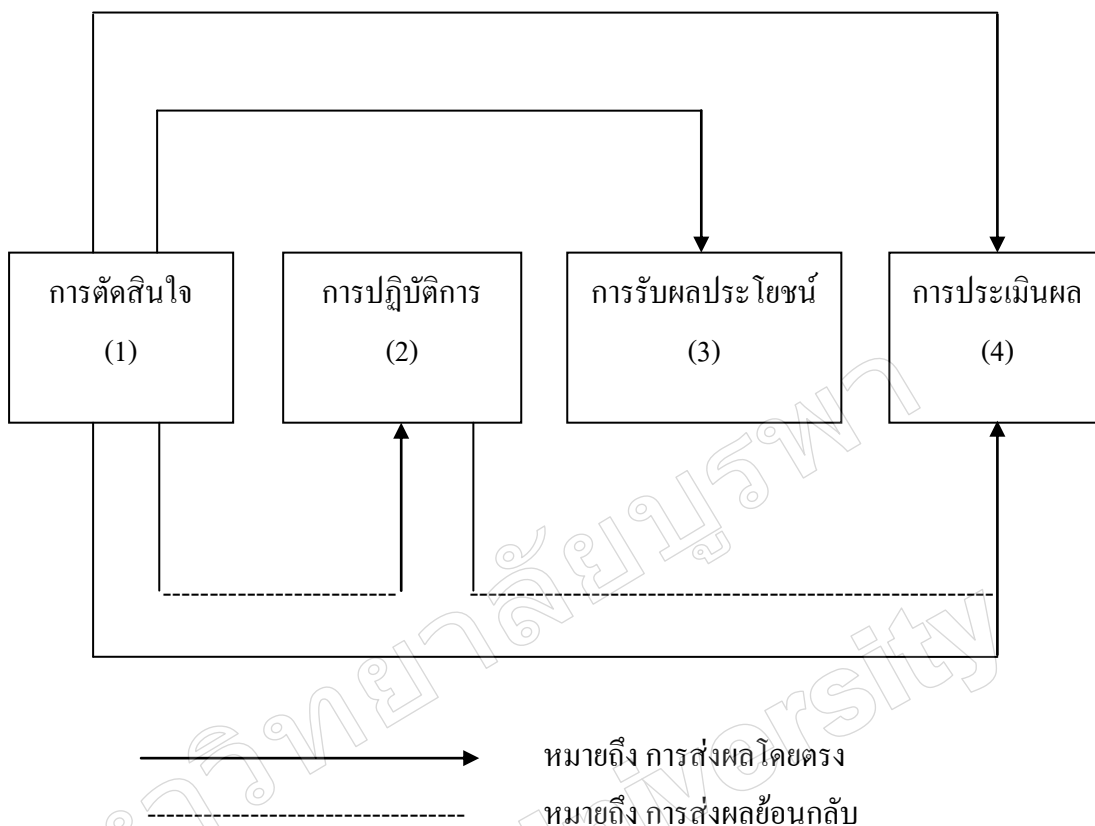 การตัดสินใจ
(1)
การปฏิบัติการ
(2)
การรับผลประโยชน์
(3)
การประเมินผล
(4)
หมายถึง การส่งผลโดยตรง
หมายถึง การส่งผลย้อนกลับ